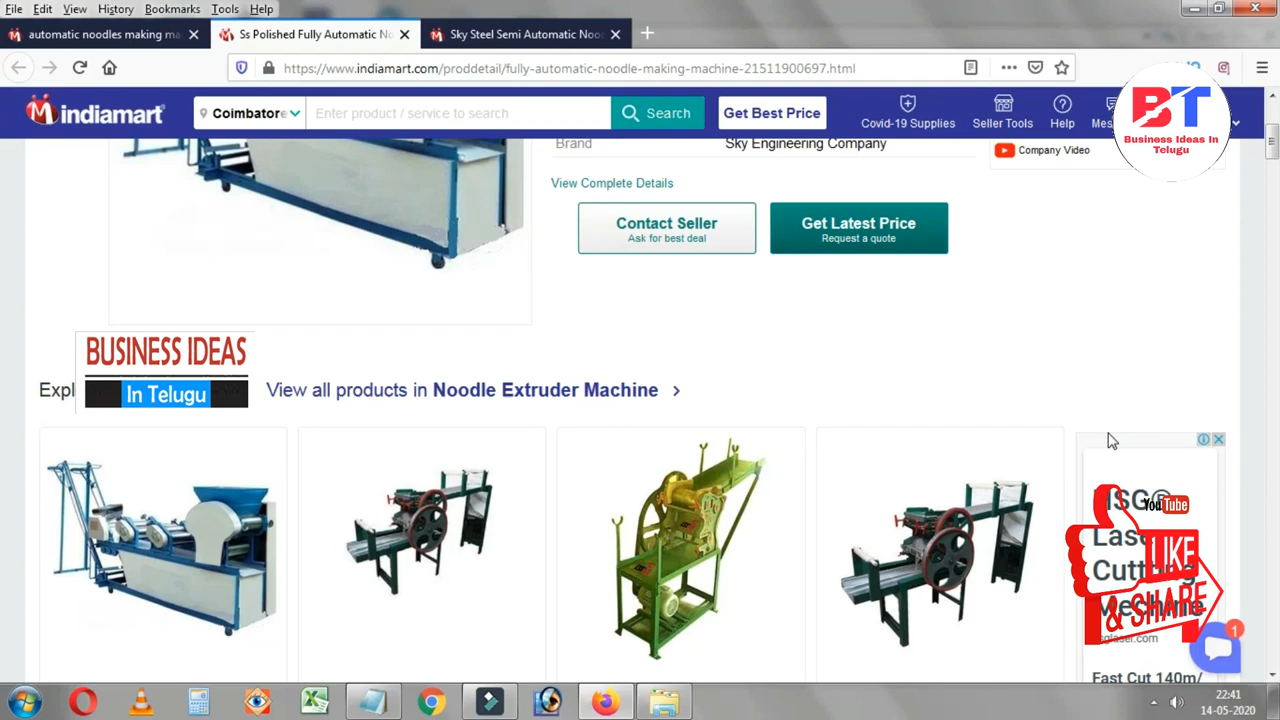 File Edit View History Bookmarks Tools Help
automatic noodles making ma
Ss Polished Fully Automatic No
Sky Steel Semi Automatic Noo
https://www.indiamart.com/proddetail/fully-automatic-noodle-making-machine-21511900697.html
indiamart
Coimbatore
Enter product / service to search
Search
Get Best Price
Covid-19 Supplies
Seller Tools
Help
Mes
BT
Business Ideas In
Telugu
Brand
Sky Engineering Company
Company Video
View Complete Details
Contact Seller
Ask for best deal
Get Latest Price
Request a quote
BUSINESS IDEAS
In Telugu
Expl
View all products in Noodle Extruder Machine >
YouTube
LIKE
& SHARE
Fast Cut 140m/
1
22:41
14-05-2020